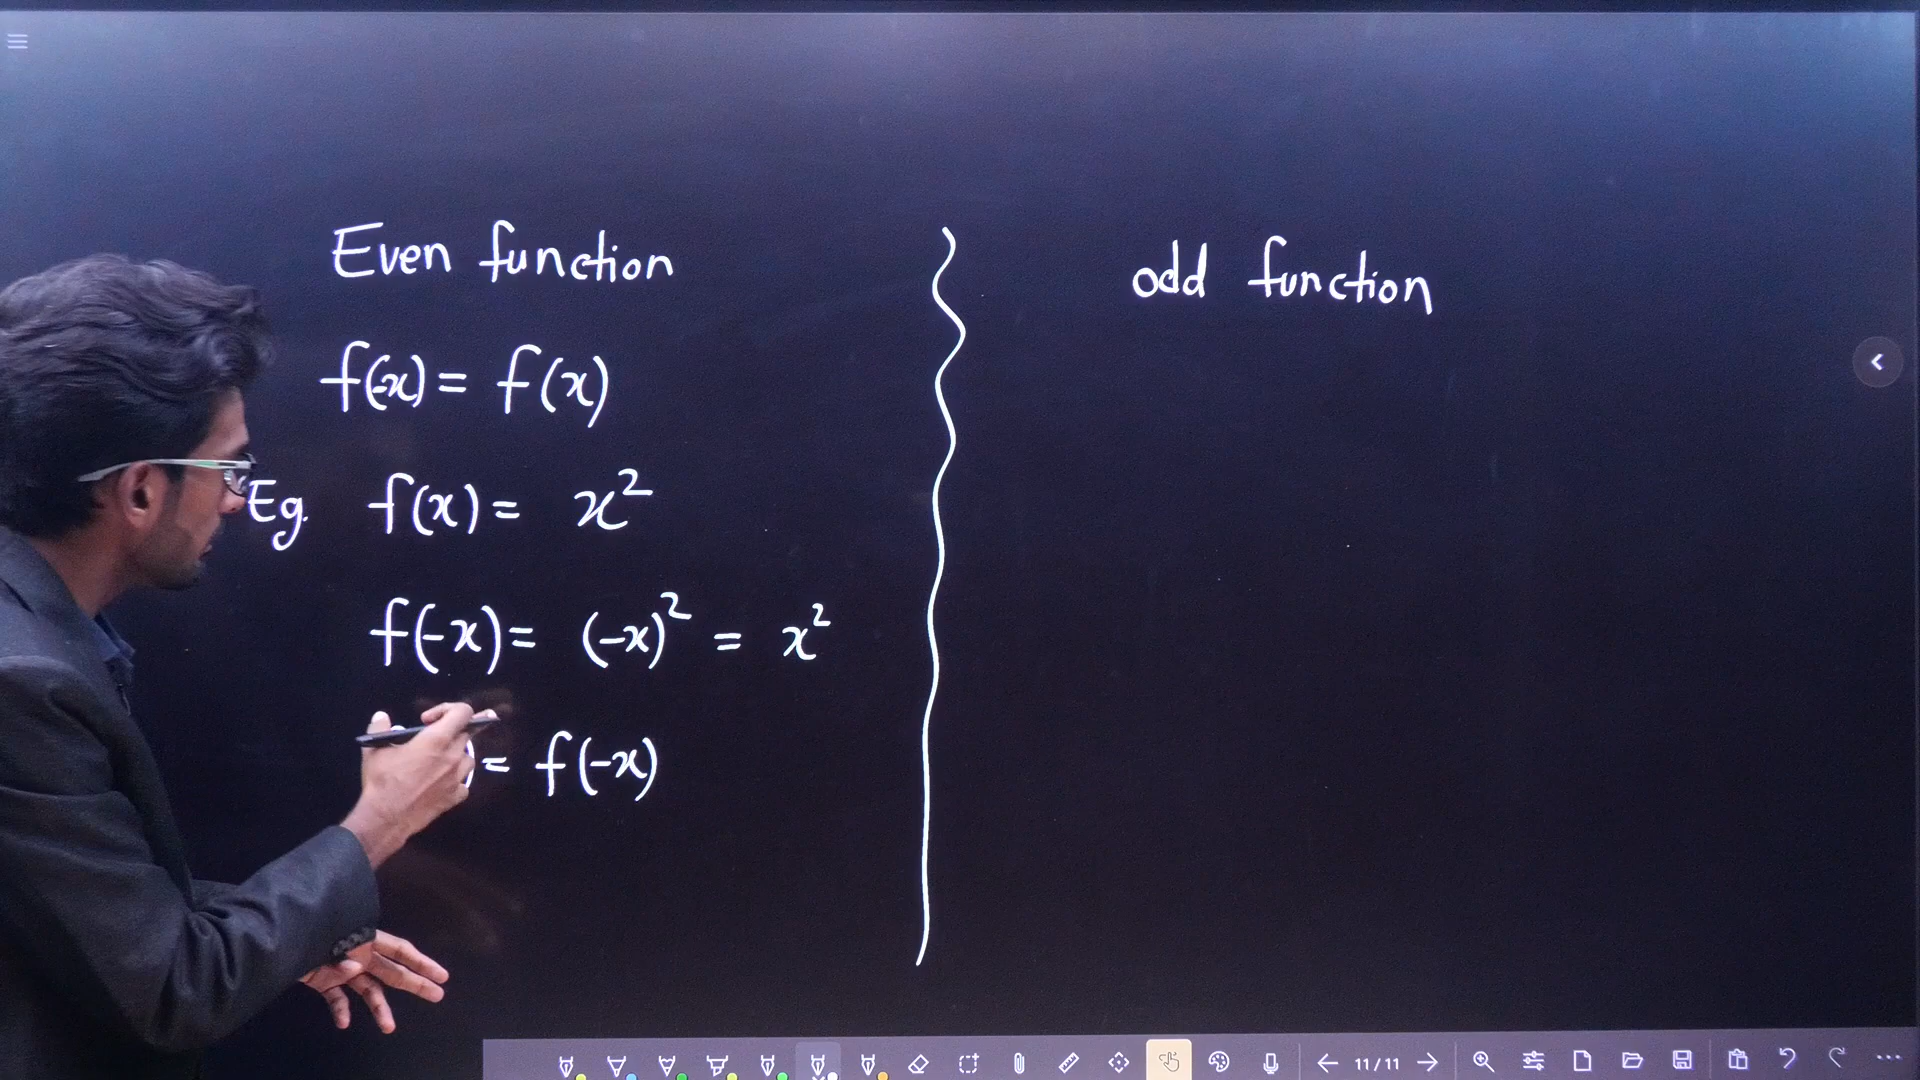 Even function
f(-x) = f(x)
Eg. f(x) = x²
f(-x) = (-x)² = x²
) = f(-x)
odd function
11/11